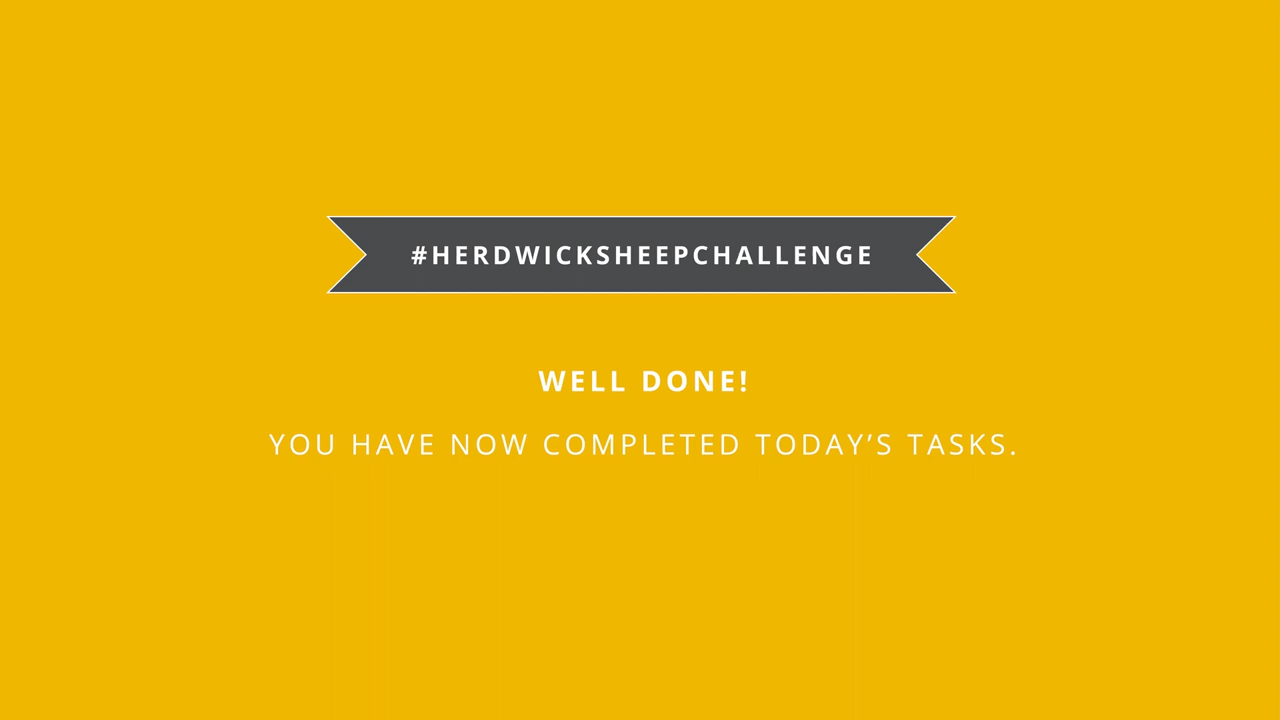 #HERDWICKSHEEPCHALLENGE
WELL DONE!
YOU HAVE NOW COMPLETED TODAY’S TASKS.